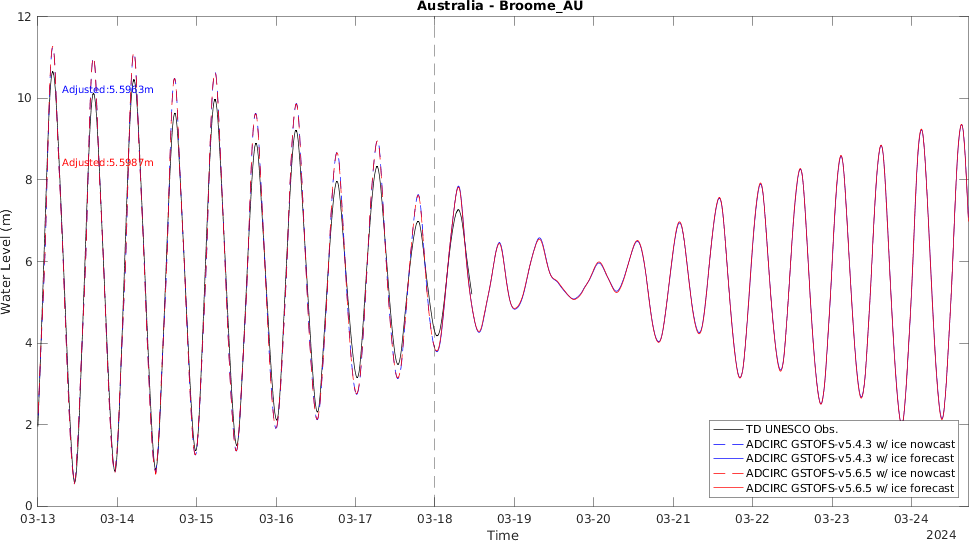 Australia - Broome_AU
12
10
8
6
4
2
0
Water Level (m)
Adjusted:5.5963m
Adjusted:5.5987m
TD UNESCO Obs.
ADCIRC GSTOFS-v5.4.3 w/ ice nowcast
ADCIRC GSTOFS-v5.4.3 w/ ice forecast
ADCIRC GSTOFS-v5.6.5 w/ ice nowcast
ADCIRC GSTOFS-v5.6.5 w/ ice forecast
03-13 03-14 03-15 03-16 03-17 03-18 03-19 03-20 03-21 03-22 03-23 03-24
Time
2024